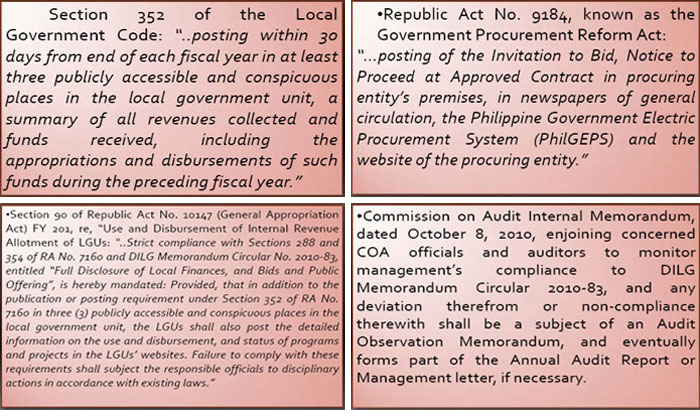 Section 352 of the Local
Government Code: “..posting within 30
days from end of each fiscal year in at least
three publicly accessible and conspicuous
places in the local government unit, a
summary of all revenues collected and
funds received, including the
appropriations and disbursements of such
funds during the preceding fiscal year.”
•Republic Act No. 9184, known as the
Government Procurement Reform Act:
“...posting of the Invitation to Bid, Notice to
Proceed at Approved Contract in procuring
entity’s premises, in newspapers of general
circulation, the Philippine Government Electric
Procurement System (PhilGEPS) and the
website of the procuring entity.”
•Section 90 of Republic Act No. 10147 (General Appropriation
Act) FY 201, re, “Use and Disbursement of Internal Revenue
Allotment of LGUs: “..Strict compliance with Sections 288 and
354 of RA No. 7160 and DILG Memorandum Circular No. 2010-83,
entitled “Full Disclosure of Local Finances, and Bids and Public
Offering”, is hereby mandated: Provided, that in addition to the
publication or posting requirement under Section 352 of RA No.
7160 in three (3) publicly accessible and conspicuous places in the
local government unit, the LGUs shall also post the detailed
information on the use and disbursement, and status of programs
and projects in the LGUs’ websites. Failure to comply with these
requirements shall subject the responsible officials to disciplinary
actions in accordance with existing laws.”
•Commission on Audit Internal Memorandum,
dated October 8, 2010, enjoining concerned
COA officials and auditors to monitor
management’s compliance to DILG
Memorandum Circular 2010-83, and any
deviation therefrom or non-compliance
therewith shall be a subject of an Audit
Observation Memorandum, and eventually
forms part of the Annual Audit Report or
Management letter, if necessary.